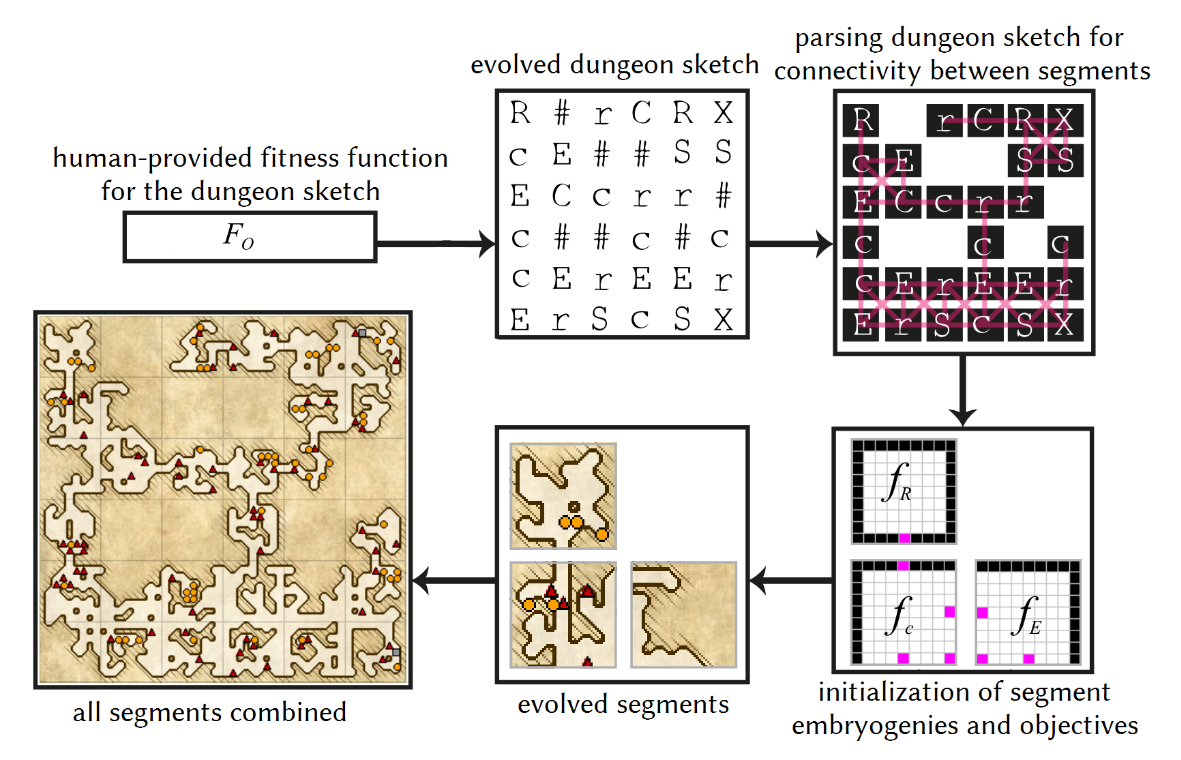 human-provided fitness function
for the dungeon sketch
F_O
evolved dungeon sketch
R # r C R X
c E # # S S
E C c r r #
c # # c # c
c E r E E r
E r S c S X
parsing dungeon sketch for
connectivity between segments
R r C R X
c E S S
E C c r r
c c c
c E r E E r
E r S c S X
f_R
f_c f_E
initialization of segment
embryogenies and objectives
evolved segments
all segments combined